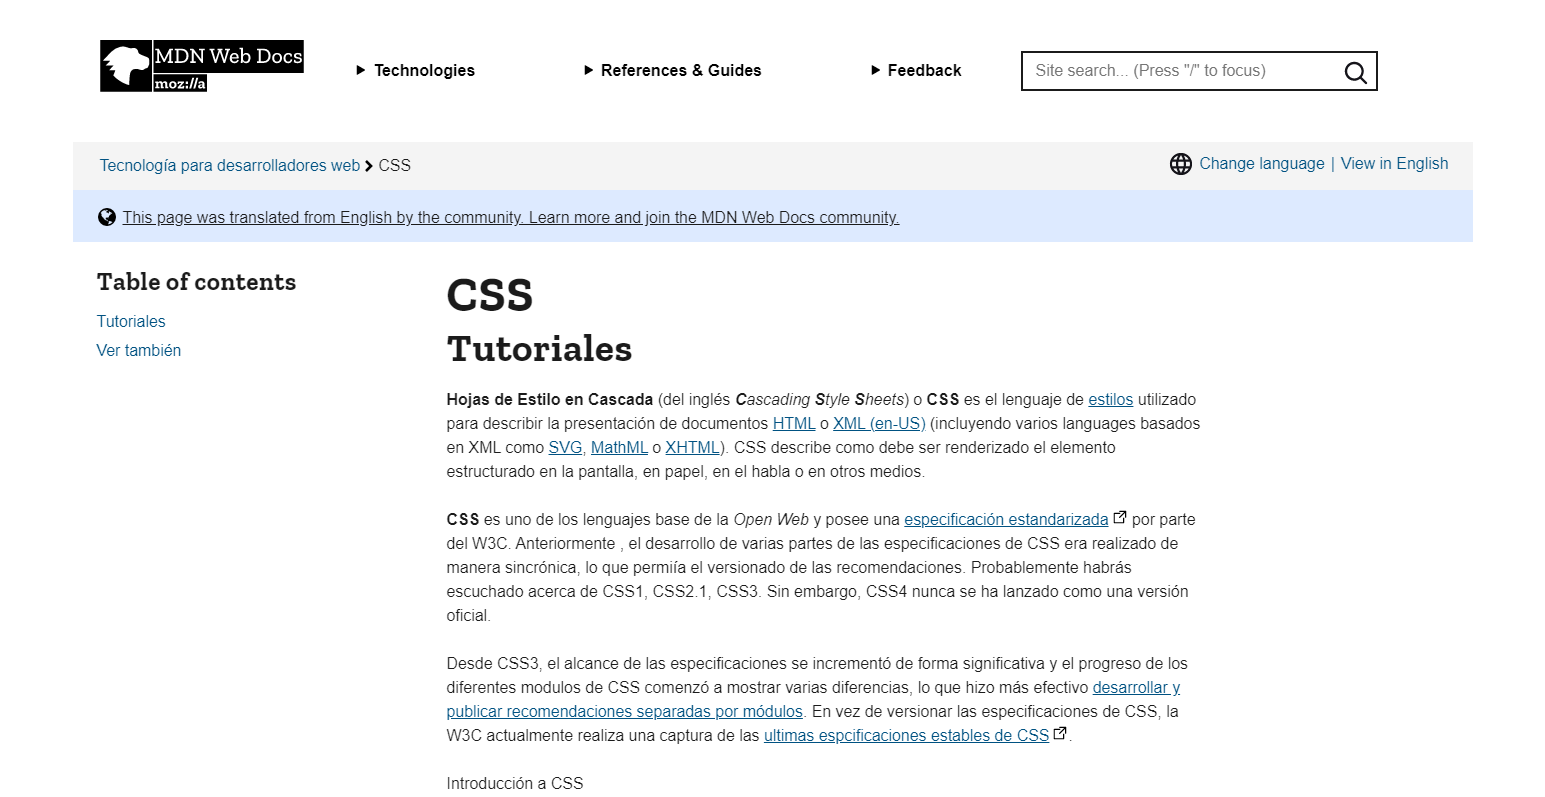 MDN Web Docs
moz://a
Technologies
References & Guides
Feedback
Site search... (Press "/" to focus)
Tecnología para desarrolladores web CSS
Change language | View in English
This page was translated from English by the community. Learn more and join the MDN Web Docs community.
Table of contents
Tutoriales
Ver también
CSS
Tutoriales
Hojas de Estilo en Cascada (del inglés Cascading Style Sheets) o CSS es el lenguaje de estilos utilizado
para describir la presentación de documentos HTML o XML (en-US) (incluyendo varios languages basados
en XML como SVG, MathML o XHTML). CSS describe como debe ser renderizado el elemento
estructurado en la pantalla, en papel, en el habla o en otros medios.
CSS es uno de los lenguajes base de la Open Web y posee una especificación estandarizada por parte
del W3C. Anteriormente , el desarrollo de varias partes de las especificaciones de CSS era realizado de
manera sincrónica, lo que permiía el versionado de las recomendaciones. Probablemente habrás
escuchado acerca de CSS1, CSS2.1, CSS3. Sin embargo, CSS4 nunca se ha lanzado como una versión
oficial.
Desde CSS3, el alcance de las especificaciones se incrementó de forma significativa y el progreso de los
diferentes modulos de CSS comenzó a mostrar varias diferencias, lo que hizo más efectivo desarrollar y
publicar recomendaciones separadas por módulos. En vez de versionar las especificaciones de CSS, la
W3C actualmente realiza una captura de las ultimas espcificaciones estables de CSS.
Introducción a CSS